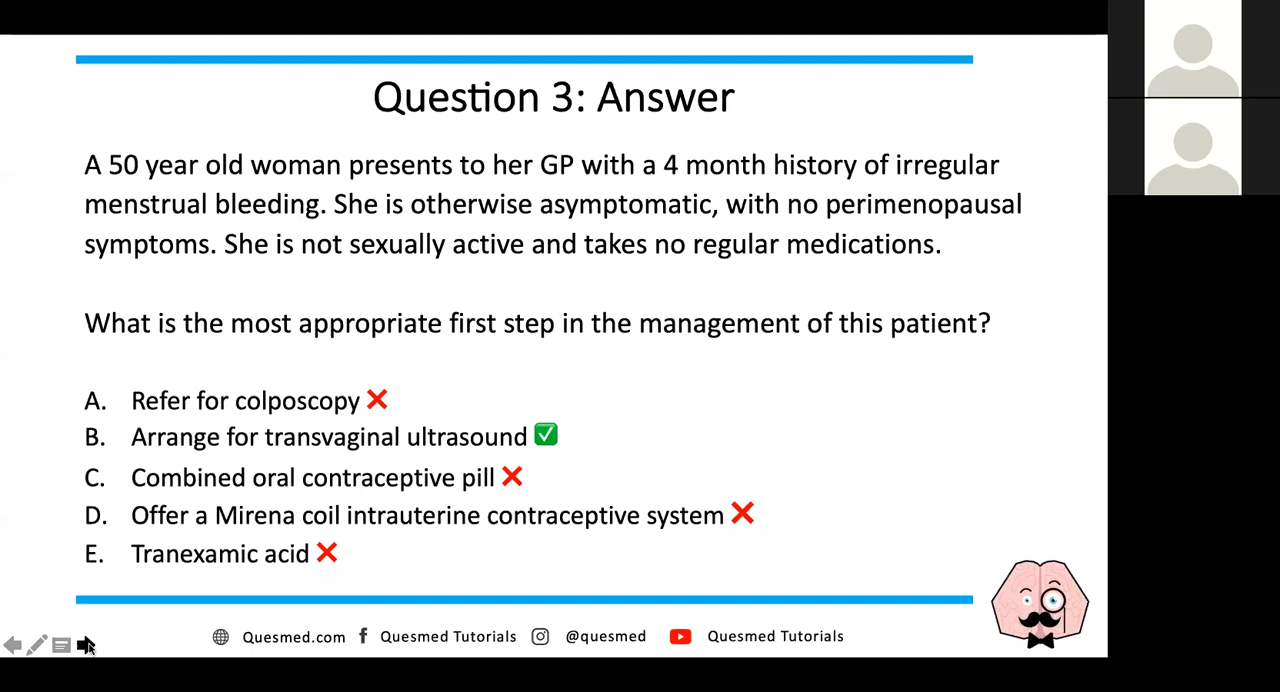 Question 3: Answer
A 50 year old woman presents to her GP with a 4 month history of irregular
menstrual bleeding. She is otherwise asymptomatic, with no perimenopausal
symptoms. She is not sexually active and takes no regular medications.
What is the most appropriate first step in the management of this patient?
A. Refer for colposcopy ❌
B. Arrange for transvaginal ultrasound ✅
C. Combined oral contraceptive pill ❌
D. Offer a Mirena coil intrauterine contraceptive system ❌
E. Tranexamic acid ❌
Quesmed.com f Quesmed Tutorials @quesmed Quesmed Tutorials